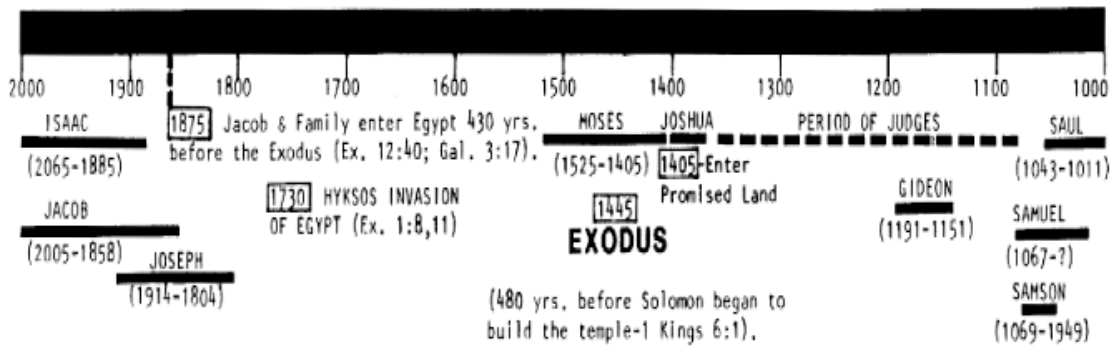 2000 1900 1800 1700 1600 1500 1400 1300 1200 1100 1000
ISAAC
(2065-1885)
1875 Jacob & Family enter Egypt 430 yrs.
before the Exodus (Ex. 12:40; Gal. 3:17).
MOSES
(1525-1405)
JOSHUA
1405-Enter
Promised Land
PERIOD OF JUDGES
SAUL
(1043-1011)
1730 HYKSOS INVASION
OF EGYPT (Ex. 1:8,11)
1445
EXODUS
GIDEON
(1191-1151)
JACOB
(2005-1858)
SAMUEL
(1067-?)
JOSEPH
(1914-1804)
(480 yrs. before Solomon began to
build the temple-1 Kings 6:1).
SAMSON
(1069-1949)